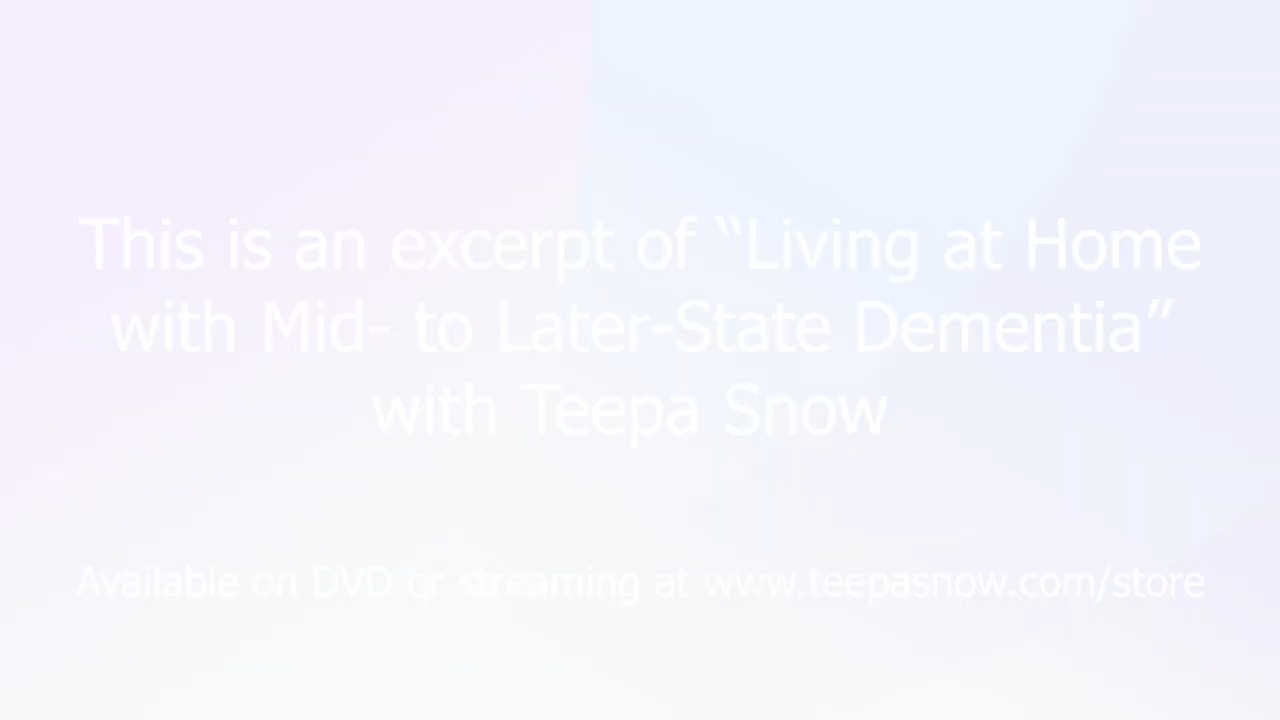 This is an excerpt of “Living at Home
with Mid- to Later-State Dementia”
with Teepa Snow
Available on DVD or streaming at www.teepasnow.com/store